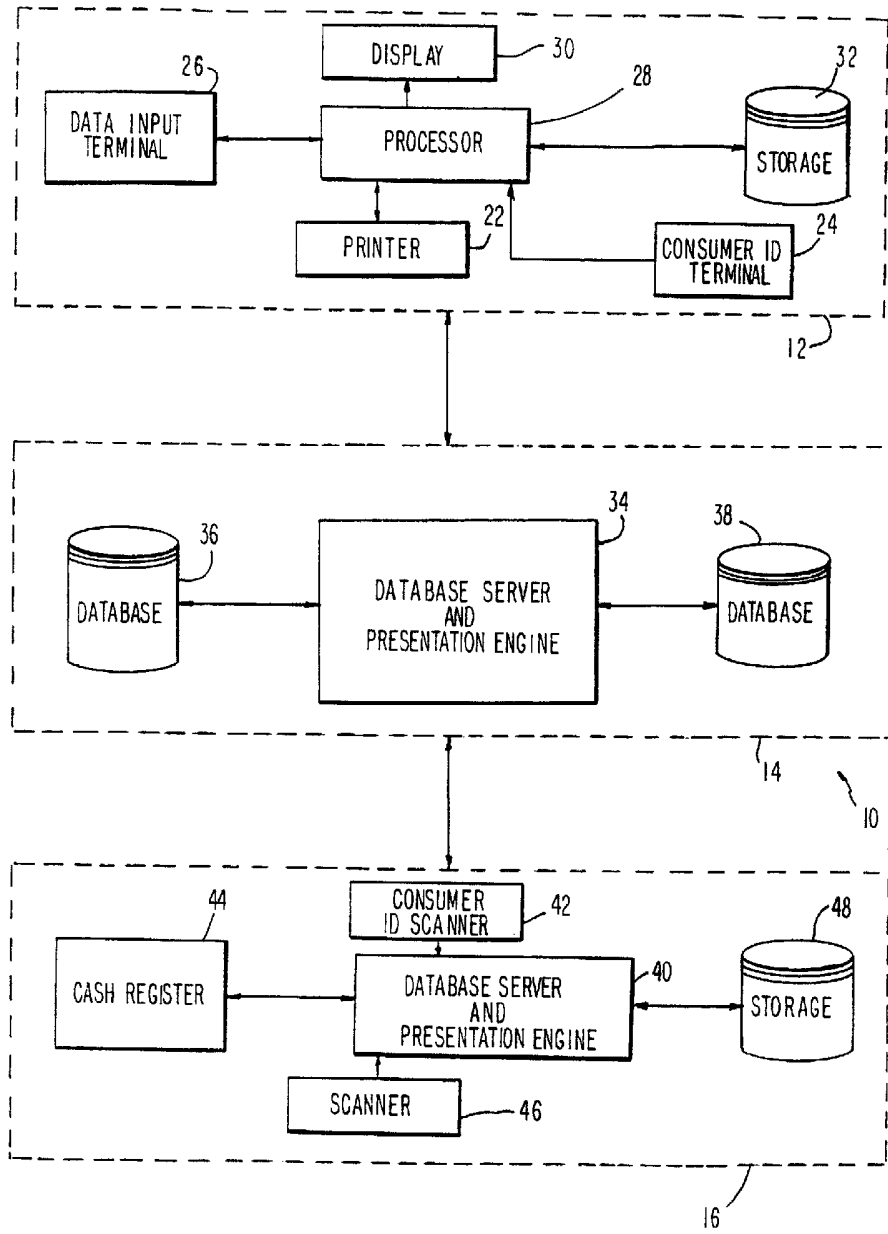 DISPLAY
30
26
28
32
DATA INPUT
TERMINAL
PROCESSOR
STORAGE
PRINTER
22
CONSUMER ID
TERMINAL
24
12
36
DATABASE
34
DATABASE SERVER
AND
PRESENTATION ENGINE
38
DATABASE
14
10
44
CASH REGISTER
CONSUMER
ID SCANNER
42
40
DATABASE SERVER
AND
PRESENTATION ENGINE
48
STORAGE
SCANNER
46
16